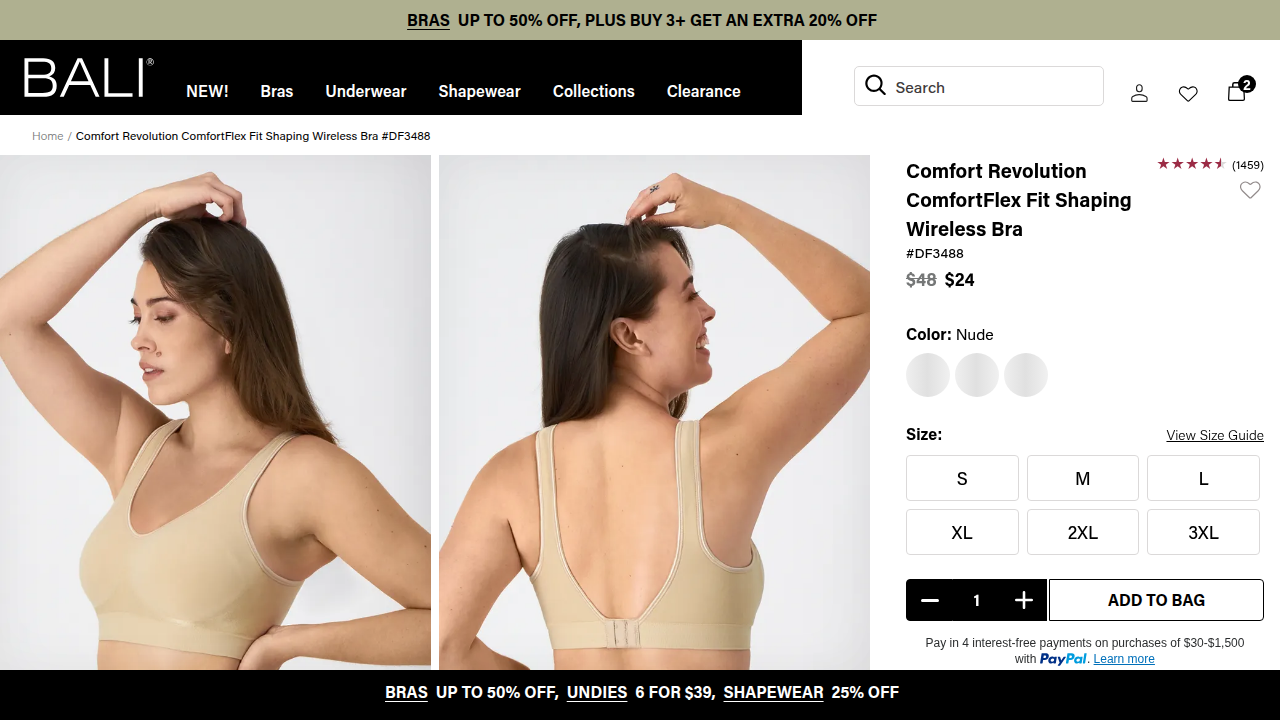 BRAS UP TO 50% OFF, PLUS BUY 3+ GET AN EXTRA 20% OFF
BALI®
NEW! Bras Underwear Shapewear Collections Clearance
Search
2
Home / Comfort Revolution ComfortFlex Fit Shaping Wireless Bra #DF3488
Comfort Revolution
ComfortFlex Fit Shaping
Wireless Bra
(1459)
#DF3488
$48 $24
Color: Nude
Size:
View Size Guide
S M L
XL 2XL 3XL
1
ADD TO BAG
Pay in 4 interest-free payments on purchases of $30-$1,500
with PayPal. Learn more
BRAS UP TO 50% OFF, UNDIES 6 FOR $39, SHAPEWEAR 25% OFF